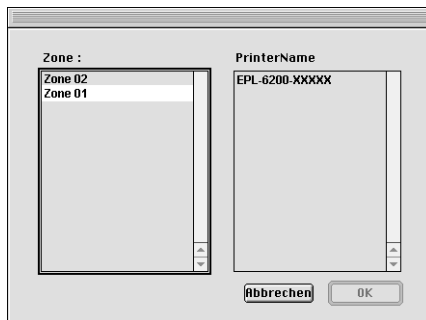 Zone :
Zone 02
Zone 01
PrinterName
EPL-6200-XXXXX
Abbrechen
OK